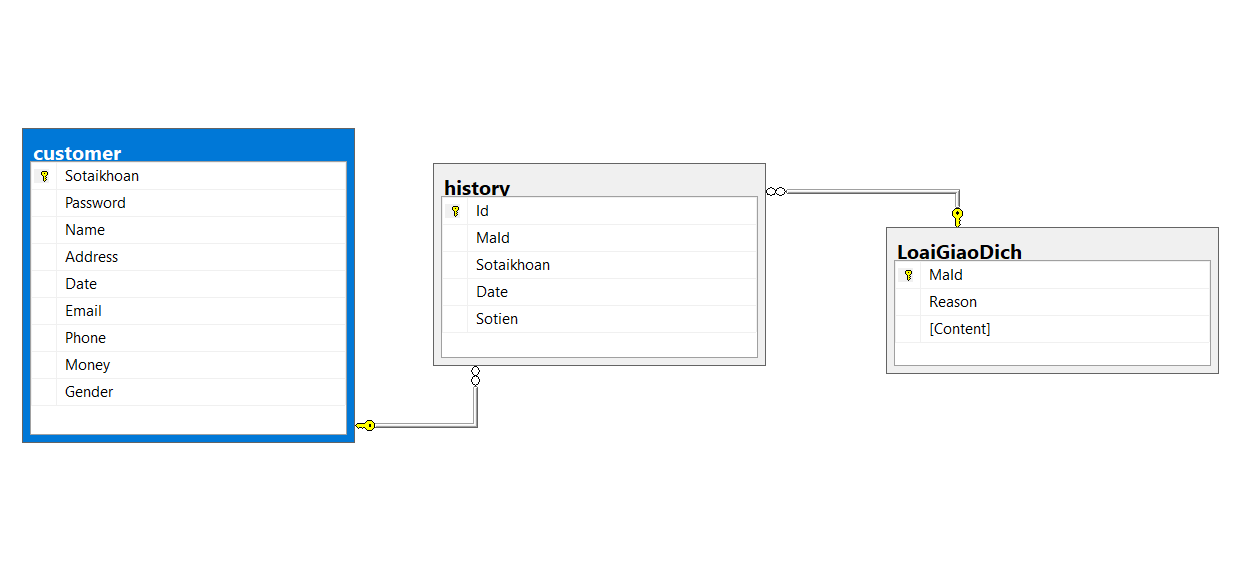 customer
Sotaikhoan
Password
Name
Address
Date
Email
Phone
Money
Gender
history
Id
MaId
Sotaikhoan
Date
Sotien
LoaiGiaoDich
MaId
Reason
[Content]